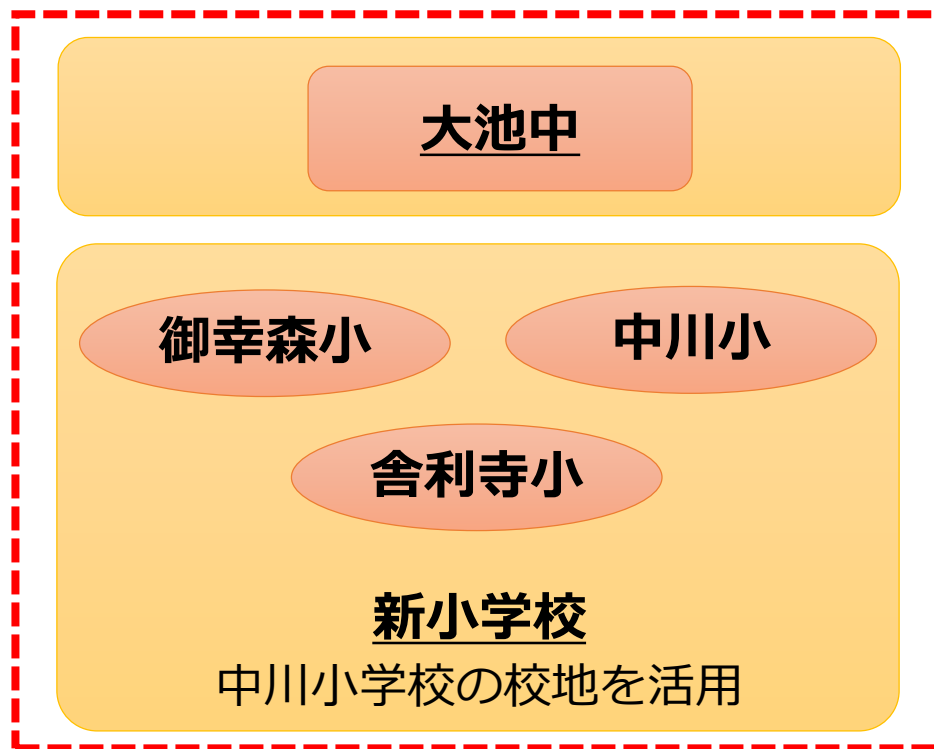 大池中
御幸森小
中川小
舎利寺小
新小学校
中川小学校の校地を活用